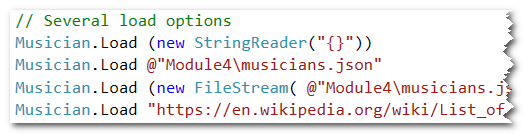 // Several load options
Musician.Load (new StringReader("{}"))
Musician.Load @"Module4\musicians.json"
Musician.Load (new FileStream( @"Module4\musicians.js
Musician.Load "https://en.wikipedia.org/wiki/List_of